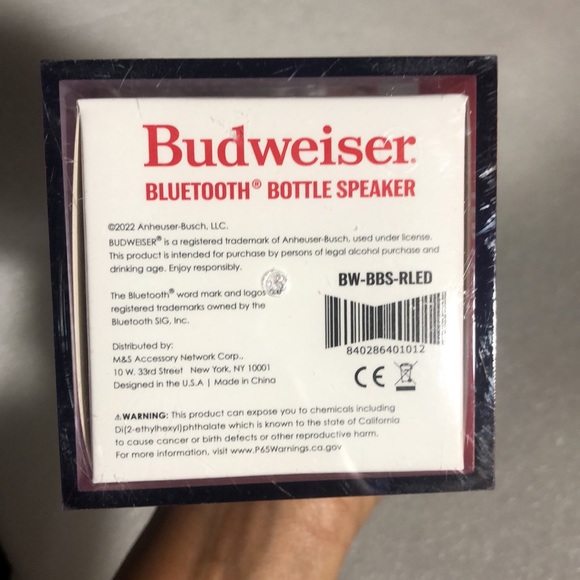 Budweiser®
BLUETOOTH® BOTTLE SPEAKER
©2022 Anheuser-Busch, LLC.
BUDWEISER® is a registered trademark of Anheuser-Busch, used under license.
This product is intended for purchase by persons of legal alcohol purchase and
drinking age. Enjoy responsibly.
The Bluetooth® word mark and logos are
registered trademarks owned by the
Bluetooth SIG, Inc.
BW-BBS-RLED
840286401012
CE
Distributed by:
M&S Accessory Network Corp.,
10 W. 33rd Street New York, NY 10001
Designed in the U.S.A | Made in China
⚠WARNING: This product can expose you to chemicals including
Di(2-ethylhexyl)phthalate which is known to the state of California
to cause cancer or birth defects or other reproductive harm.
For more information, visit www.P65Warnings.ca.gov